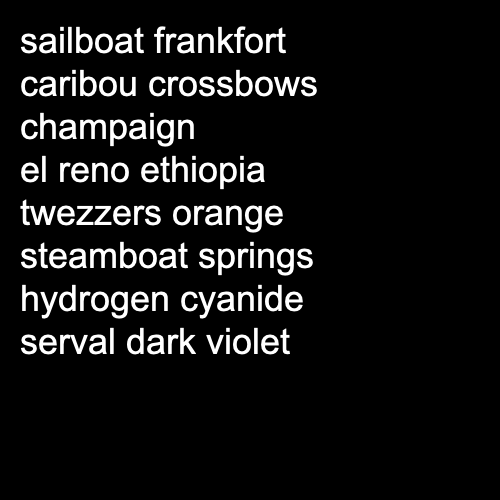 sailboat frankfort
caribou crossbows
champaign
el reno ethiopia
twezzers orange
steamboat springs
hydrogen cyanide
serval dark violet